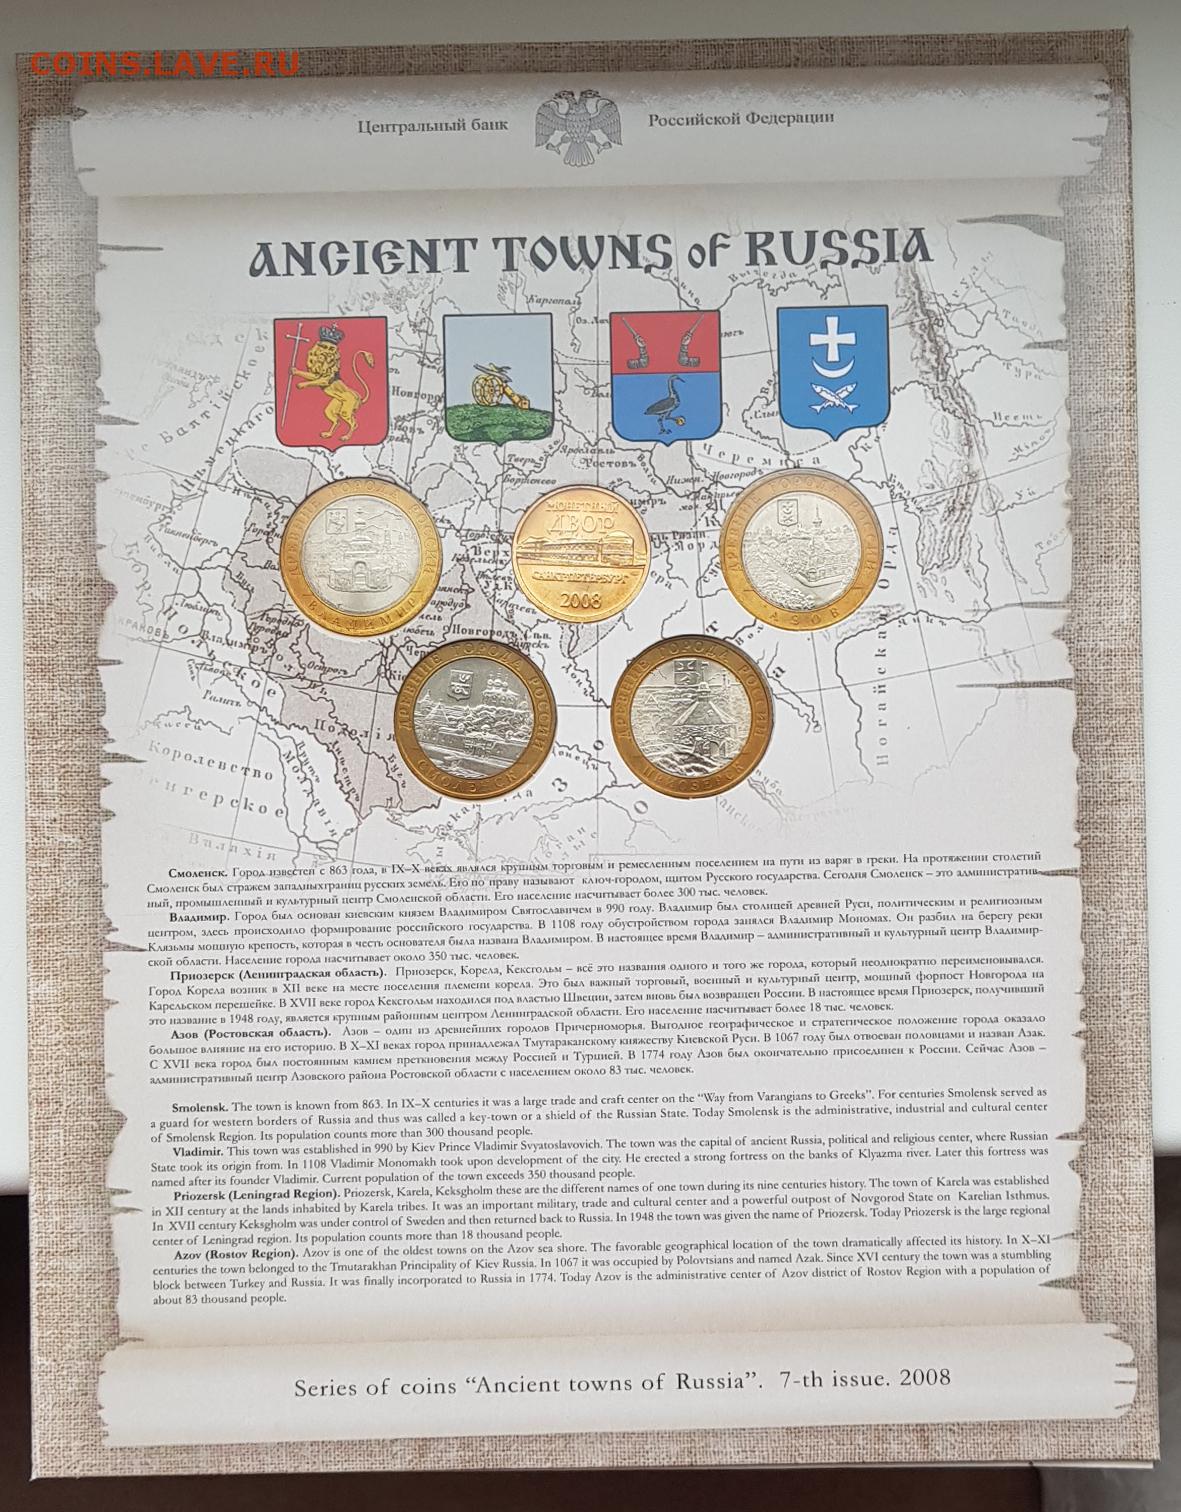 COINS.LAVE.RU
Центральный банк Российской Федерации
ANCIENT TOWNS of RUSSIA
Каргополь
Вычегда
Новгородъ
Тверь
Ярославль
Ростовъ
Черемиса
Нижн. Новгородъ
МОНЕТНЫЙ
ДВОР
САНКТ-ПЕТЕРБУРГ
2008
ДРЕВНИЕ ГОРОДА РОССИИ
ВЛАДИМИР
ДРЕВНИЕ ГОРОДА РОССИИ
АЗОВ
ДРЕВНИЕ ГОРОДА РОССИИ
СМОЛЕНСК
ДРЕВНИЕ ГОРОДА РОССИИ
ПРИОЗЕРСК
Подолія
Королевство
Венгерское
Валахія
Ногайская
Смоленск. Город известен с 863 года, в IX–X веках являлся крупным торговым и ремесленным поселением на пути из варяг в греки. На протяжении столетий
Смоленск был стражем западныхграниц русских земель. Его по праву называют ключ-городом, щитом Русского государства. Сегодня Смоленск – это административ-
ный, промышленный и культурный центр Смоленской области. Его население насчитывает более 300 тыс. человек.
Владимир. Город был основан киевским князем Владимиром Святославичем в 990 году. Владимир был столицей древней Руси, политическим и религиозным
центром, здесь происходило формирование российского государства. В 1108 году обустройством города занялся Владимир Мономах. Он разбил на берегу реки
Клязьмы мощную крепость, которая в честь основателя была названа Владимиром. В настоящее время Владимир – административный и культурный центр Владимир-
ской области. Население города насчитывает около 350 тыс. человек.
Приозерск (Ленинградская область). Приозерск, Корела, Кексгольм – всё это названия одного и того же города, который неоднократно переименовывался.
Город Корела возник в XII веке на месте поселения племени корела. Это был важный торговый, военный и культурный центр, мощный форпост Новгорода на
Карельском перешейке. В XVII веке город Кексгольм находился под властью Швеции, затем вновь был возвращен России. В настоящее время Приозерск, получивший
это название в 1948 году, является крупным районным центром Ленинградской области. Его население насчитывает более 18 тыс. человек.
Азов (Ростовская область). Азов – один из древнейших городов Причерноморья. Выгодное географическое и стратегическое положение города оказало
большое влияние на его историю. В X–XI веках город принадлежал Тмутараканскому княжеству Киевской Руси. В 1067 году был отвоеван половцами и назван Азак.
С XVII века город был постоянным камнем преткновения между Россией и Турцией. В 1774 году Азов был окончательно присоединен к России. Сейчас Азов –
административный центр Азовского района Ростовской области с населением около 83 тыс. человек.
Smolensk. The town is known from 863. In IX–X centuries it was a large trade and craft center on the “Way from Varangians to Greeks”. For centuries Smolensk served as
a guard for western borders of Russia and thus was called a key-town or a shield of the Russian State. Today Smolensk is the administrative, industrial and cultural center
of Smolensk Region. Its population counts more than 300 thousand people.
Vladimir. This town was established in 990 by Kiev Prince Vladimir Svyatoslavovich. The town was the capital of ancient Russia, political and religious center, where Russian
State took its origin from. In 1108 Vladimir Monomakh took upon development of the city. He erected a strong fortress on the banks of Klyazma river. Later this fortress was
named after its founder Vladimir. Current population of the town exceeds 350 thousand people.
Priozersk (Leningrad Region). Priozersk, Karela, Keksgholm these are the different names of one town during its nine centuries history. The town of Karela was established
in XII century at the lands inhabited by Karela tribes. It was an important military, trade and cultural center and a powerful outpost of Novgorod State on Karelian Isthmus.
In XVII century Keksgholm was under control of Sweden and then returned back to Russia. In 1948 the town was given the name of Priozersk. Today Priozersk is the large regional
center of Leningrad region. Its population counts more than 18 thousand people.
Azov (Rostov Region). Azov is one of the oldest towns on the Azov sea shore. The favorable geographical location of the town dramatically affected its history. In X–XI
centuries the town belonged to the Tmutarakhan Principality of Kiev Russia. In 1067 it was occupied by Polovtsians and named Azak. Since XVI century the town was a stumbling
block between Turkey and Russia. It was finally incorporated to Russia in 1774. Today Azov is the administrative center of Azov district of Rostov Region with a population of
about 83 thousand people.
Series of coins “Ancient towns of Russia”. 7-th issue. 2008